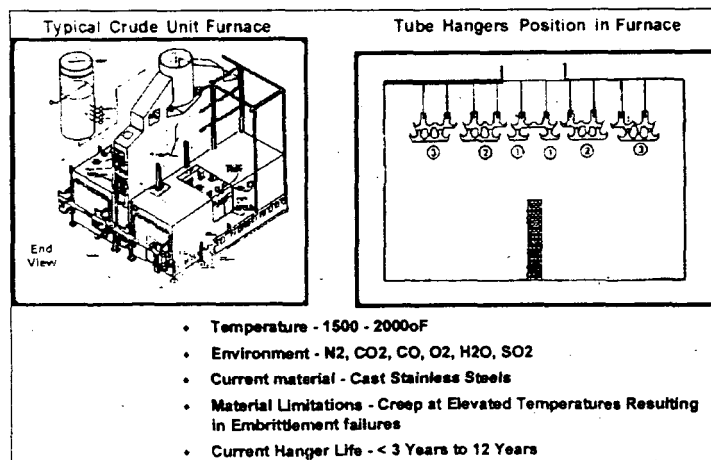 Typical Crude Unit Furnace
Tube Hangers Position in Furnace
3 2 1 1 2 3
End
View
• Temperature - 1500 - 2000oF
• Environment - N2, CO2, CO, O2, H2O, SO2
• Current material - Cast Stainless Steels
• Material Limitations - Creep at Elevated Temperatures Resulting
in Embrittlement failures
• Current Hanger Life - < 3 Years to 12 Years